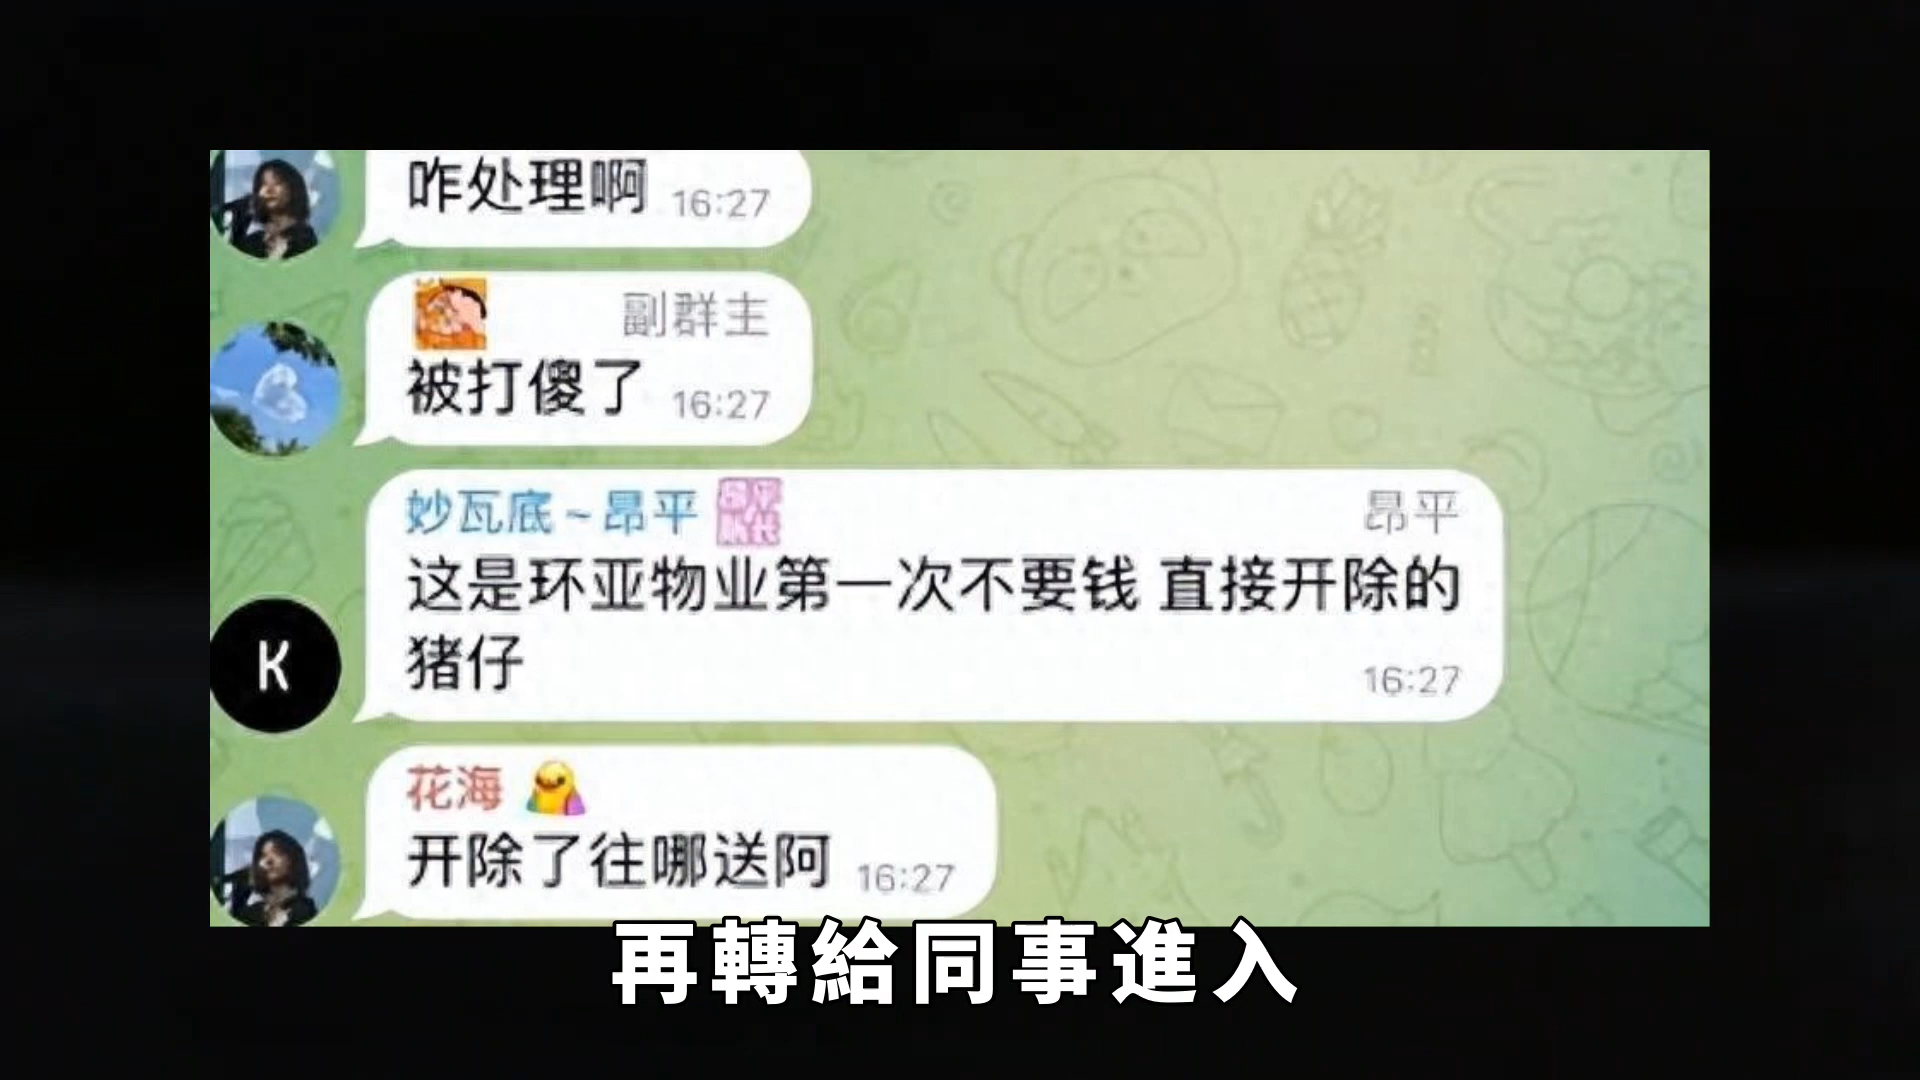 咋处理啊 16:27
副群主
被打傻了 16:27
妙瓦底~昂平 昂平
这是环亚物业第一次不要钱 直接开除的
猪仔 16:27
K
花海
开除了往哪送阿 16:27
再轉給同事進入